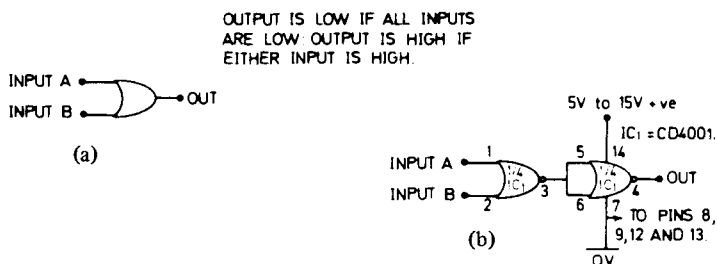 OUTPUT IS LOW IF ALL INPUTS
ARE LOW: OUTPUT IS HIGH IF
EITHER INPUT IS HIGH.
INPUT A
INPUT B
OUT
(a)
5V to 15V +ve
IC1 = CD4001.
INPUT A
INPUT B
1
2
1/4
IC1
3
5
6
14
1/4
IC1
7
4
OUT
TO PINS 8,
9, 12 AND 13.
0V
(b)